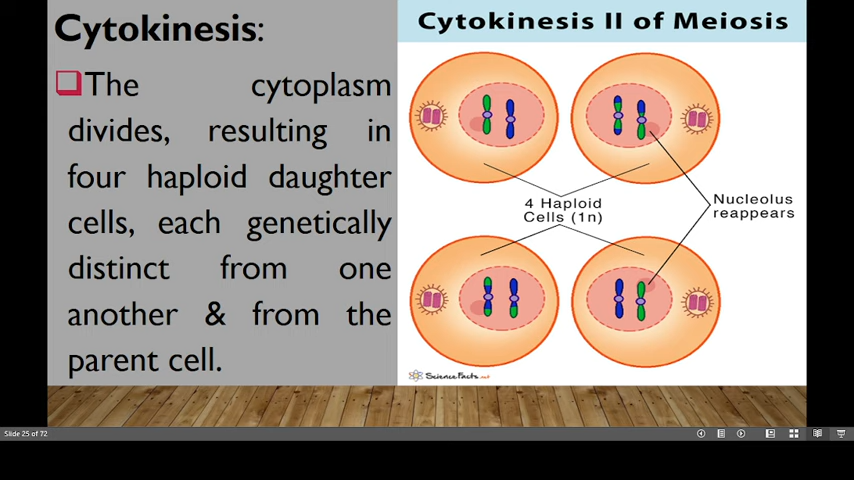 Cytokinesis:
❑The cytoplasm
divides, resulting in
four haploid daughter
cells, each genetically
distinct from one
another & from the
parent cell.
Cytokinesis II of Meiosis
4 Haploid
Cells (1n)
Nucleolus
reappears
ScienceFacts.net
Slide 25 of 72